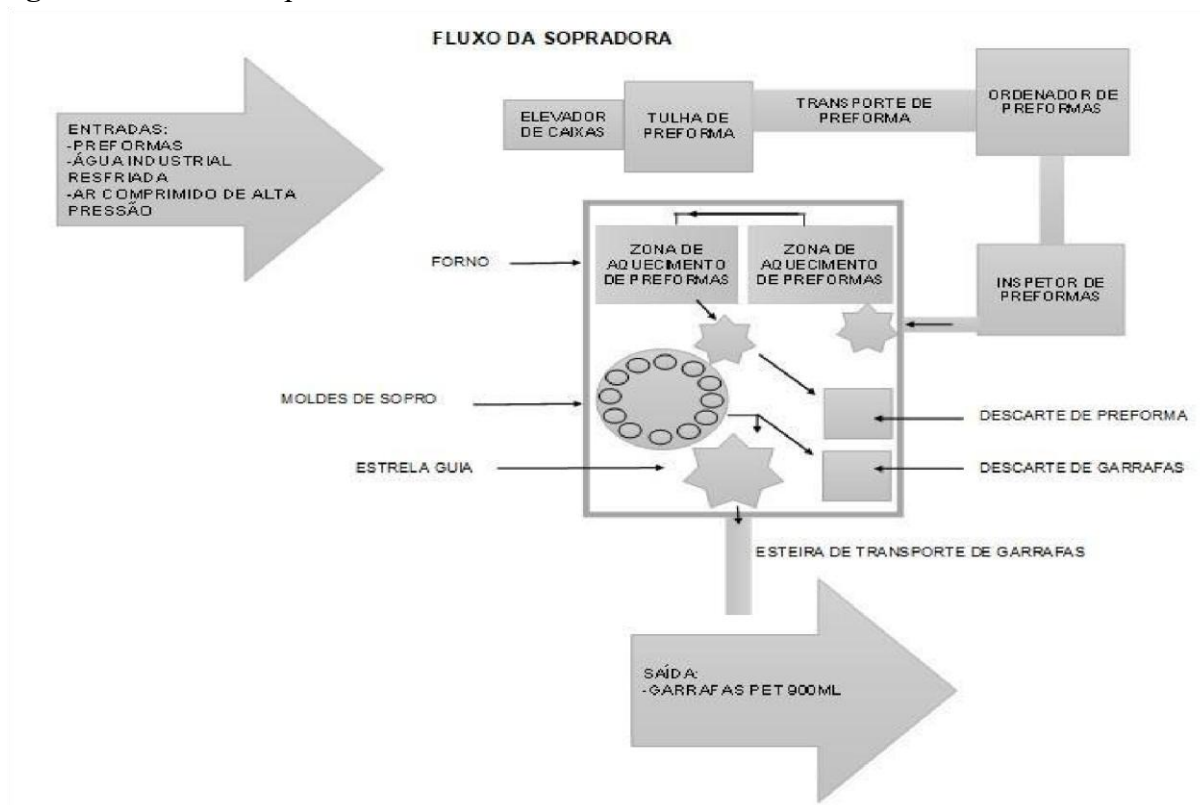 FLUXO DA SOPRADORA
ENTRADAS:
-PREFORMAS
-ÁGUA INDUSTRIAL
RESFRIADA
-AR COMPRIMIDO DE ALTA
PRESSÃO
ELEVADOR
DE CAIXAS
TULHA DE
PREFORMA
TRANSPORTE DE
PREFORMA
ORDENADOR DE
PREFORMAS
INSPETOR DE
PREFORMAS
FORNO
ZONA DE
AQUECIMENTO
DE PREFORMAS
ZONA DE
AQUECIMENTO
DE PREFORMAS
MOLDES DE SOPRO
DESCARTE DE PREFORMA
ESTRELA GUIA
DESCARTE DE GARRAFAS
ESTEIRA DE TRANSPORTE DE GARRAFAS
SAÍDA:
-GARRAFAS PET 900ML